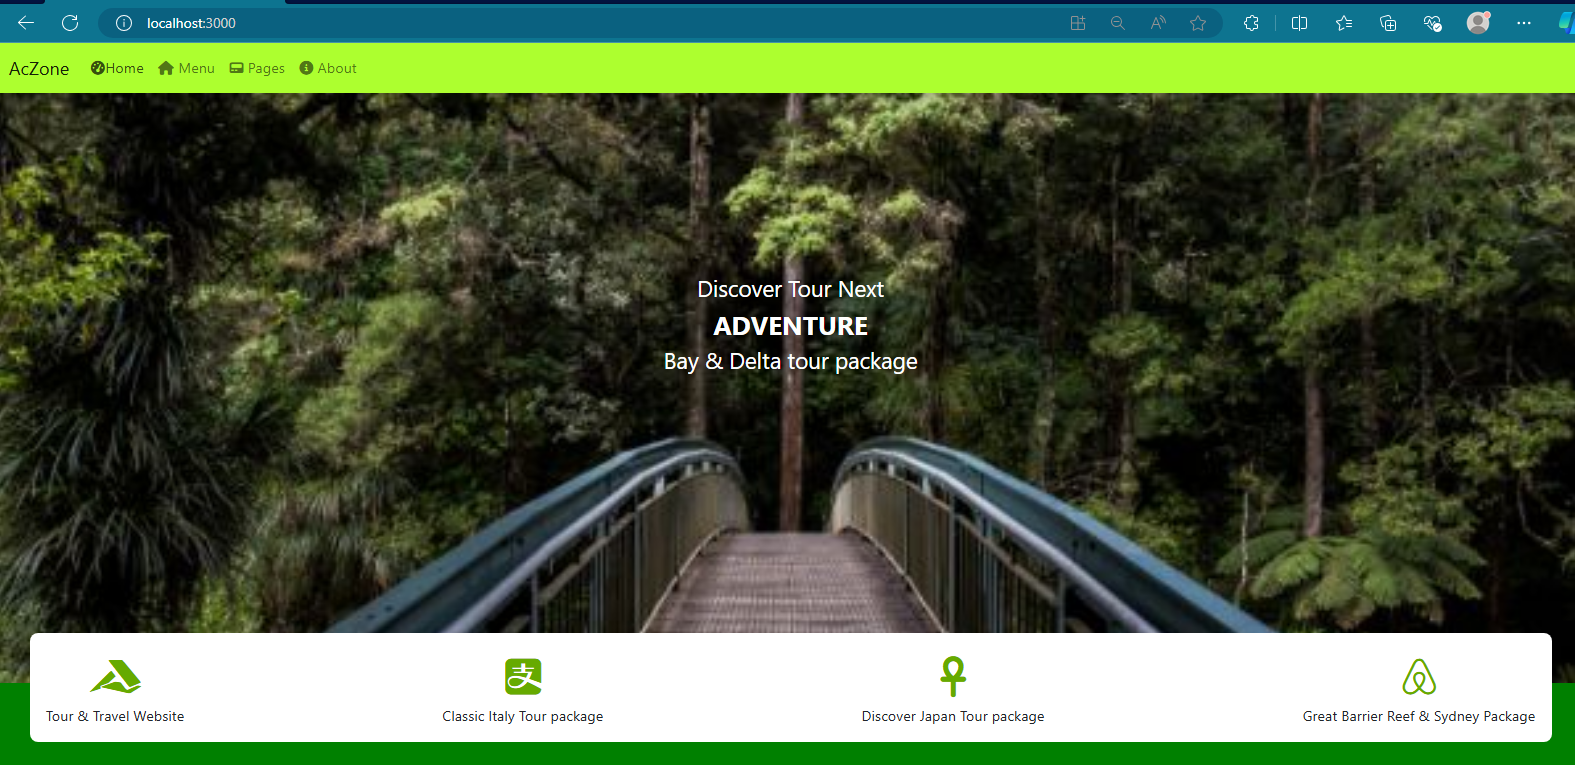 localhost:3000
AcZone Home Menu Pages About
Discover Tour Next
ADVENTURE
Bay & Delta tour package
支
Tour & Travel Website Classic Italy Tour package Discover Japan Tour package Great Barrier Reef & Sydney Package